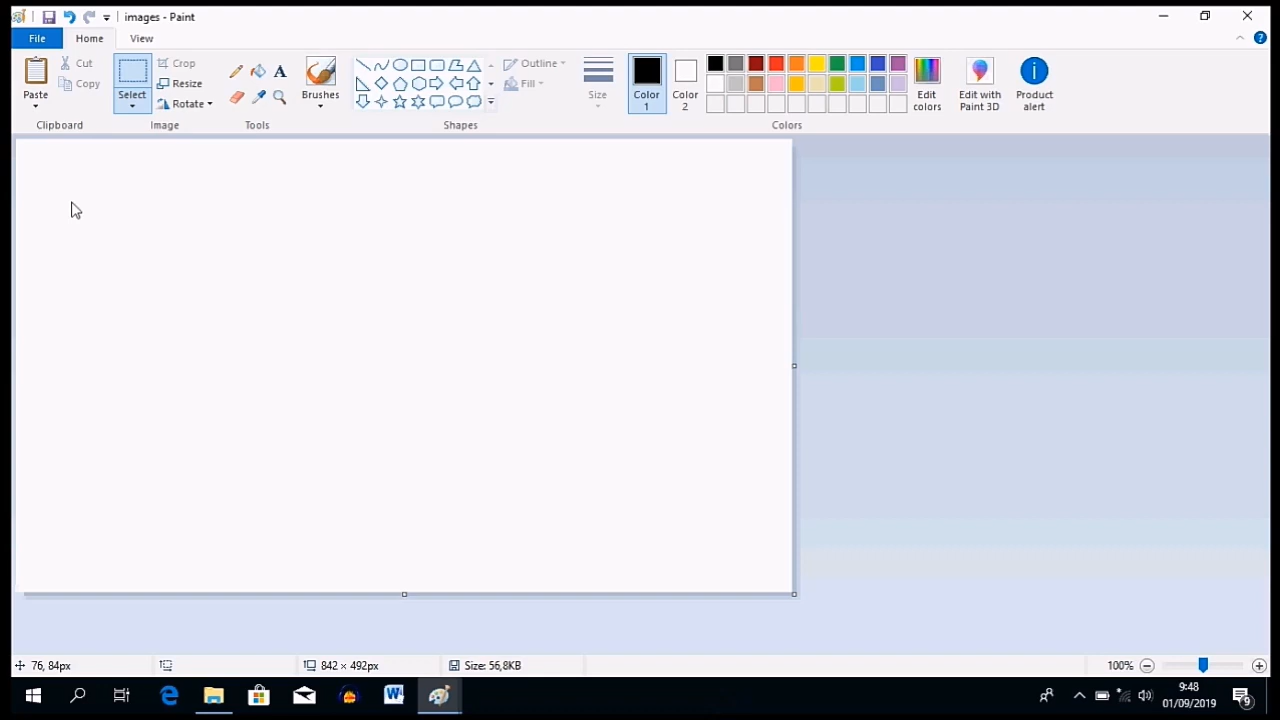 images - Paint
File Home View
Paste
Cut
Copy
Clipboard
Select
Crop
Resize
Rotate
Image
A
Tools
Brushes
Shapes
Outline
Fill
Size
Color 1
Color 2
Edit colors
Colors
Edit with Paint 3D
Product alert
76, 84px
842 × 492px
Size: 56,8KB
100%
9:48
01/09/2019
9